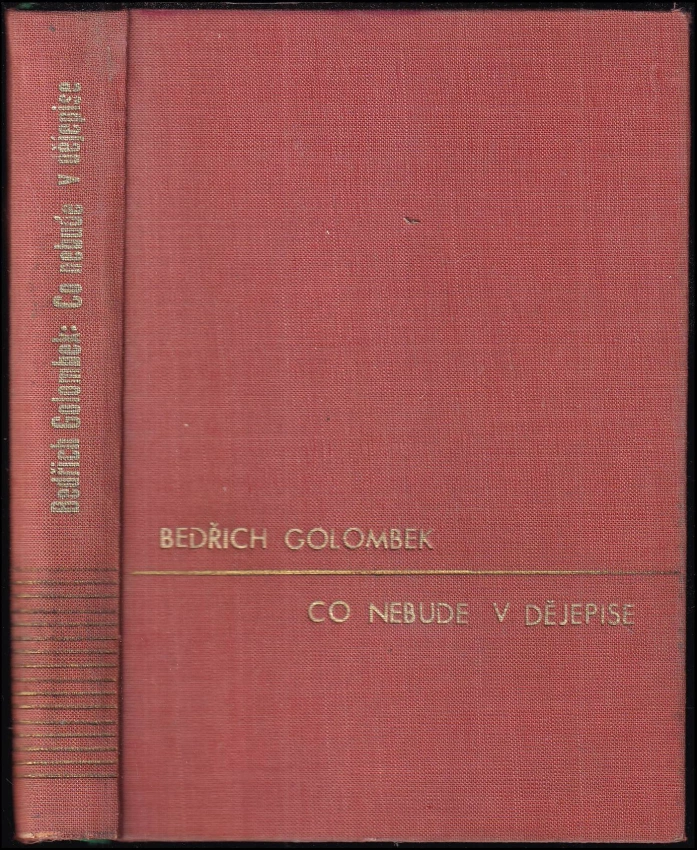 Bedřich Golombek: Co nebude v dějepise
BEDŘICH GOLOMBEK
CO NEBUDE V DĚJEPISE